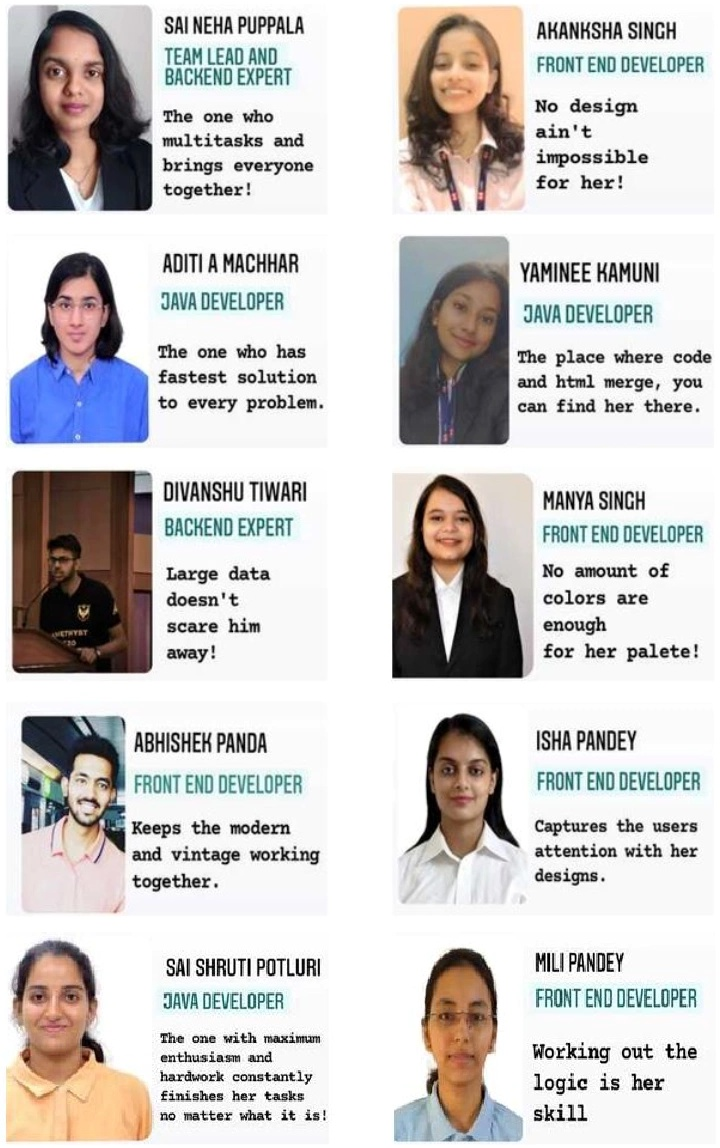 SAI NEHA PUPPALA
TEAM LEAD AND
BACKEND EXPERT
The one who
multitasks and
brings everyone
together!
AKANKSHA SINGH
FRONT END DEVELOPER
No design
ain't
impossible
for her!
ADITI A MACHHAR
JAVA DEVELOPER
The one who has
fastest solution
to every problem.
YAMINEE KAMUNI
JAVA DEVELOPER
The place where code
and html merge, you
can find her there.
DIVANSHU TIWARI
BACKEND EXPERT
Large data
doesn't
scare him
away!
MANYA SINGH
FRONT END DEVELOPER
No amount of
colors are
enough
for her palete!
ABHISHEK PANDA
FRONT END DEVELOPER
Keeps the modern
and vintage working
together.
ISHA PANDEY
FRONT END DEVELOPER
Captures the users
attention with her
designs.
SAI SHRUTI POTLURI
JAVA DEVELOPER
The one with maximum
enthusiasm and
hardwork constantly
finishes her tasks
no matter what it is!
MILI PANDEY
FRONT END DEVELOPER
Working out the
logic is her
skill